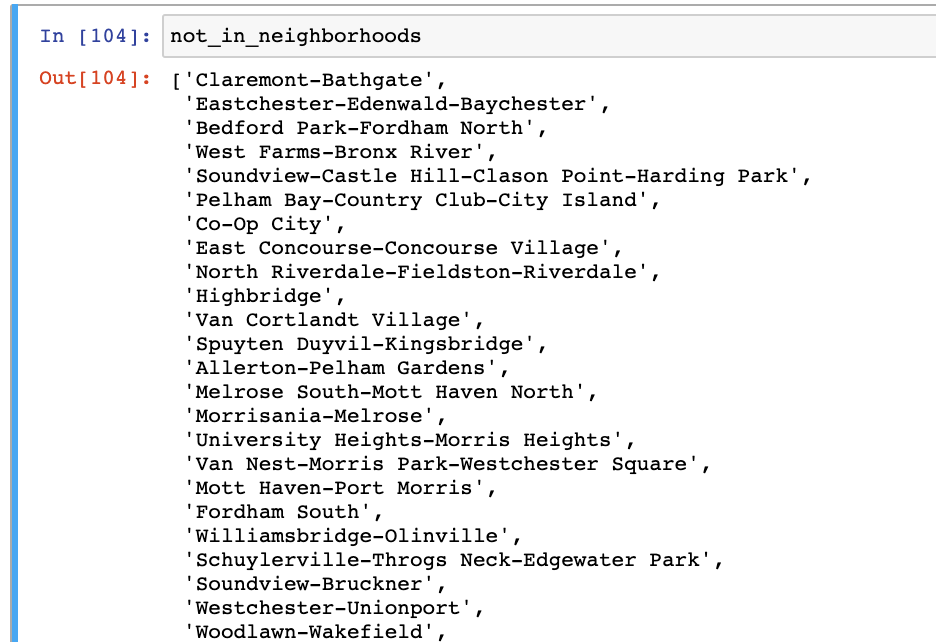 In [104]: not_in_neighborhoods
Out[104]: ['Claremont-Bathgate',
'Eastchester-Edenwald-Baychester',
'Bedford Park-Fordham North',
'West Farms-Bronx River',
'Soundview-Castle Hill-Clason Point-Harding Park',
'Pelham Bay-Country Club-City Island',
'Co-Op City',
'East Concourse-Concourse Village',
'North Riverdale-Fieldston-Riverdale',
'Highbridge',
'Van Cortlandt Village',
'Spuyten Duyvil-Kingsbridge',
'Allerton-Pelham Gardens',
'Melrose South-Mott Haven North',
'Morrisania-Melrose',
'University Heights-Morris Heights',
'Van Nest-Morris Park-Westchester Square',
'Mott Haven-Port Morris',
'Fordham South',
'Williamsbridge-Olinville',
'Schuylerville-Throgs Neck-Edgewater Park',
'Soundview-Bruckner',
'Westchester-Unionport',
'Woodlawn-Wakefield',